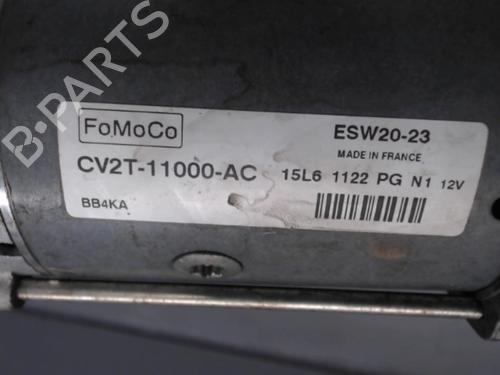 B-PARTS
FoMoCo
ESW20-23
MADE IN FRANCE
CV2T-11000-AC
15L6 1122 PG N1 12V
BB4KA